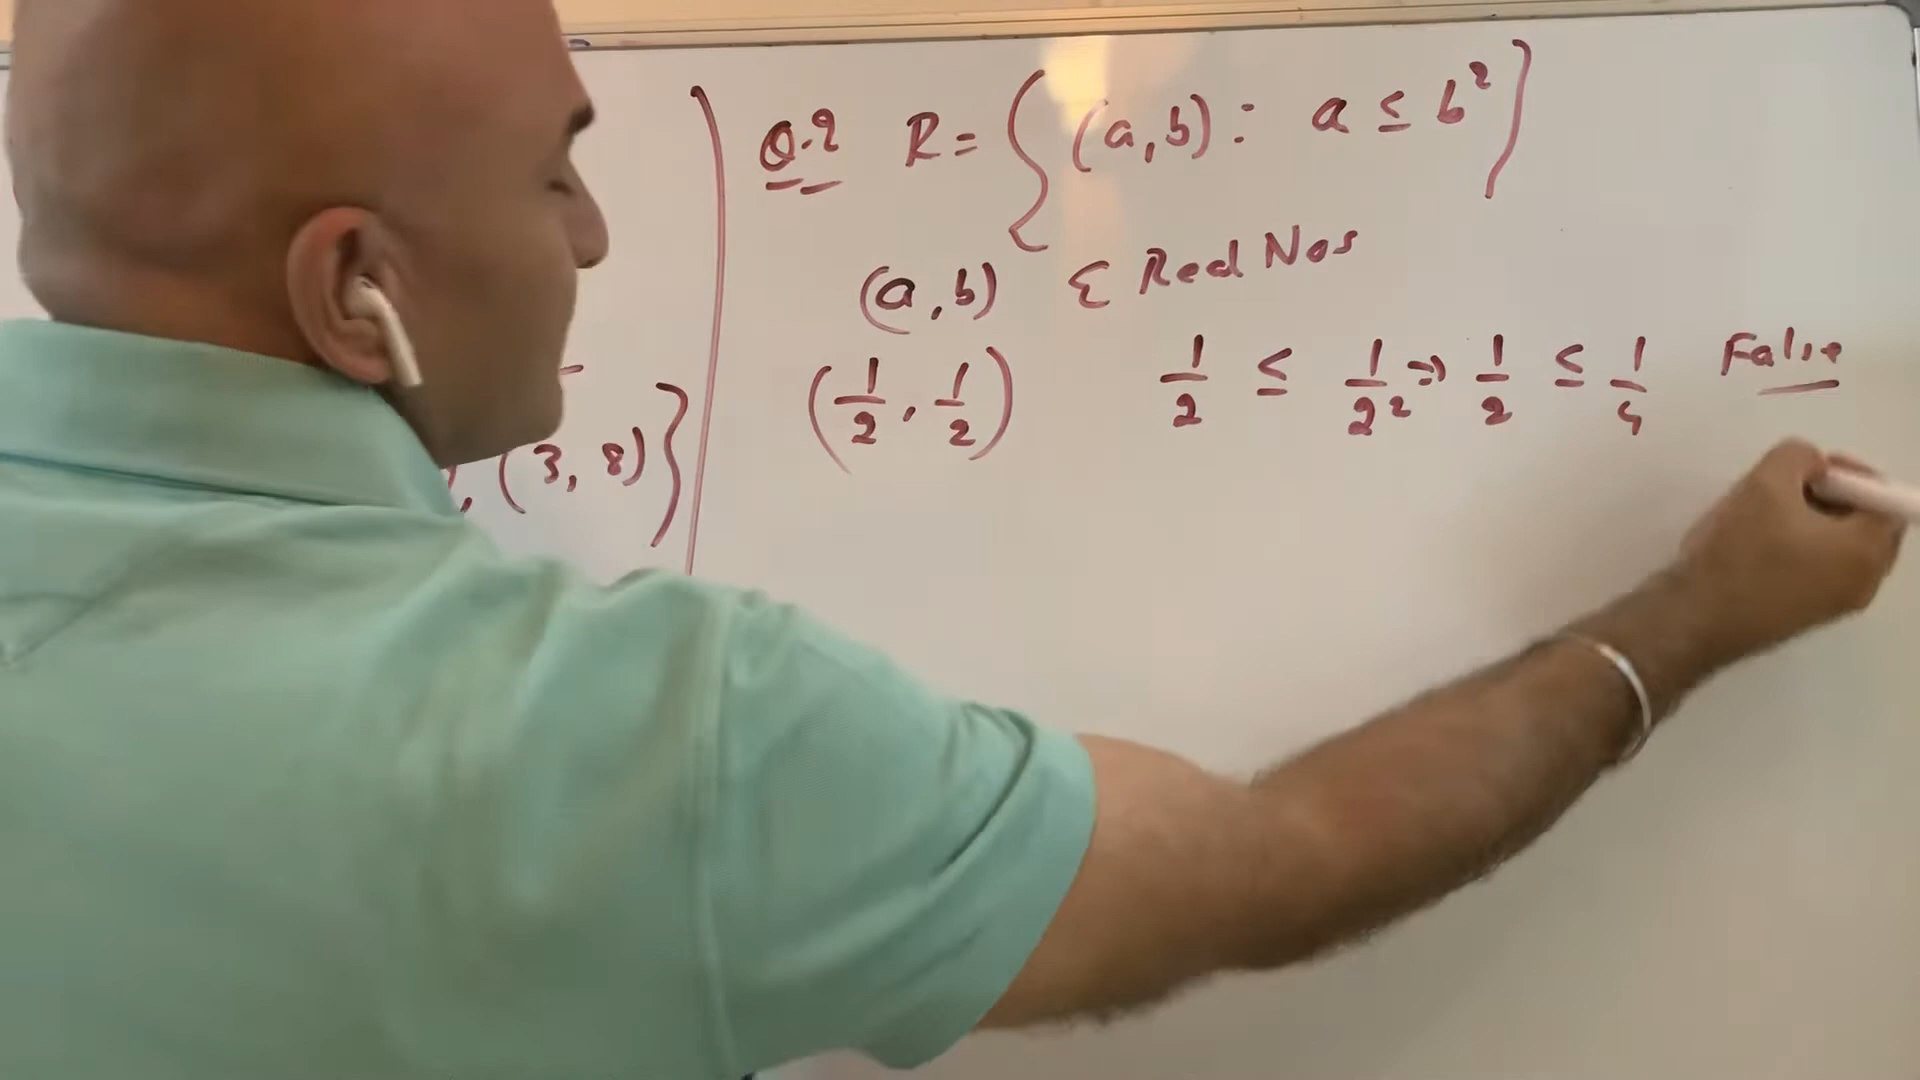 , (3, 8)}
Q.2 R = { (a,b) : a ≤ b² }
(a,b) ε Real Nos
(1/2, 1/2) 1/2 ≤ 1/2² ⇒ 1/2 ≤ 1/4 False